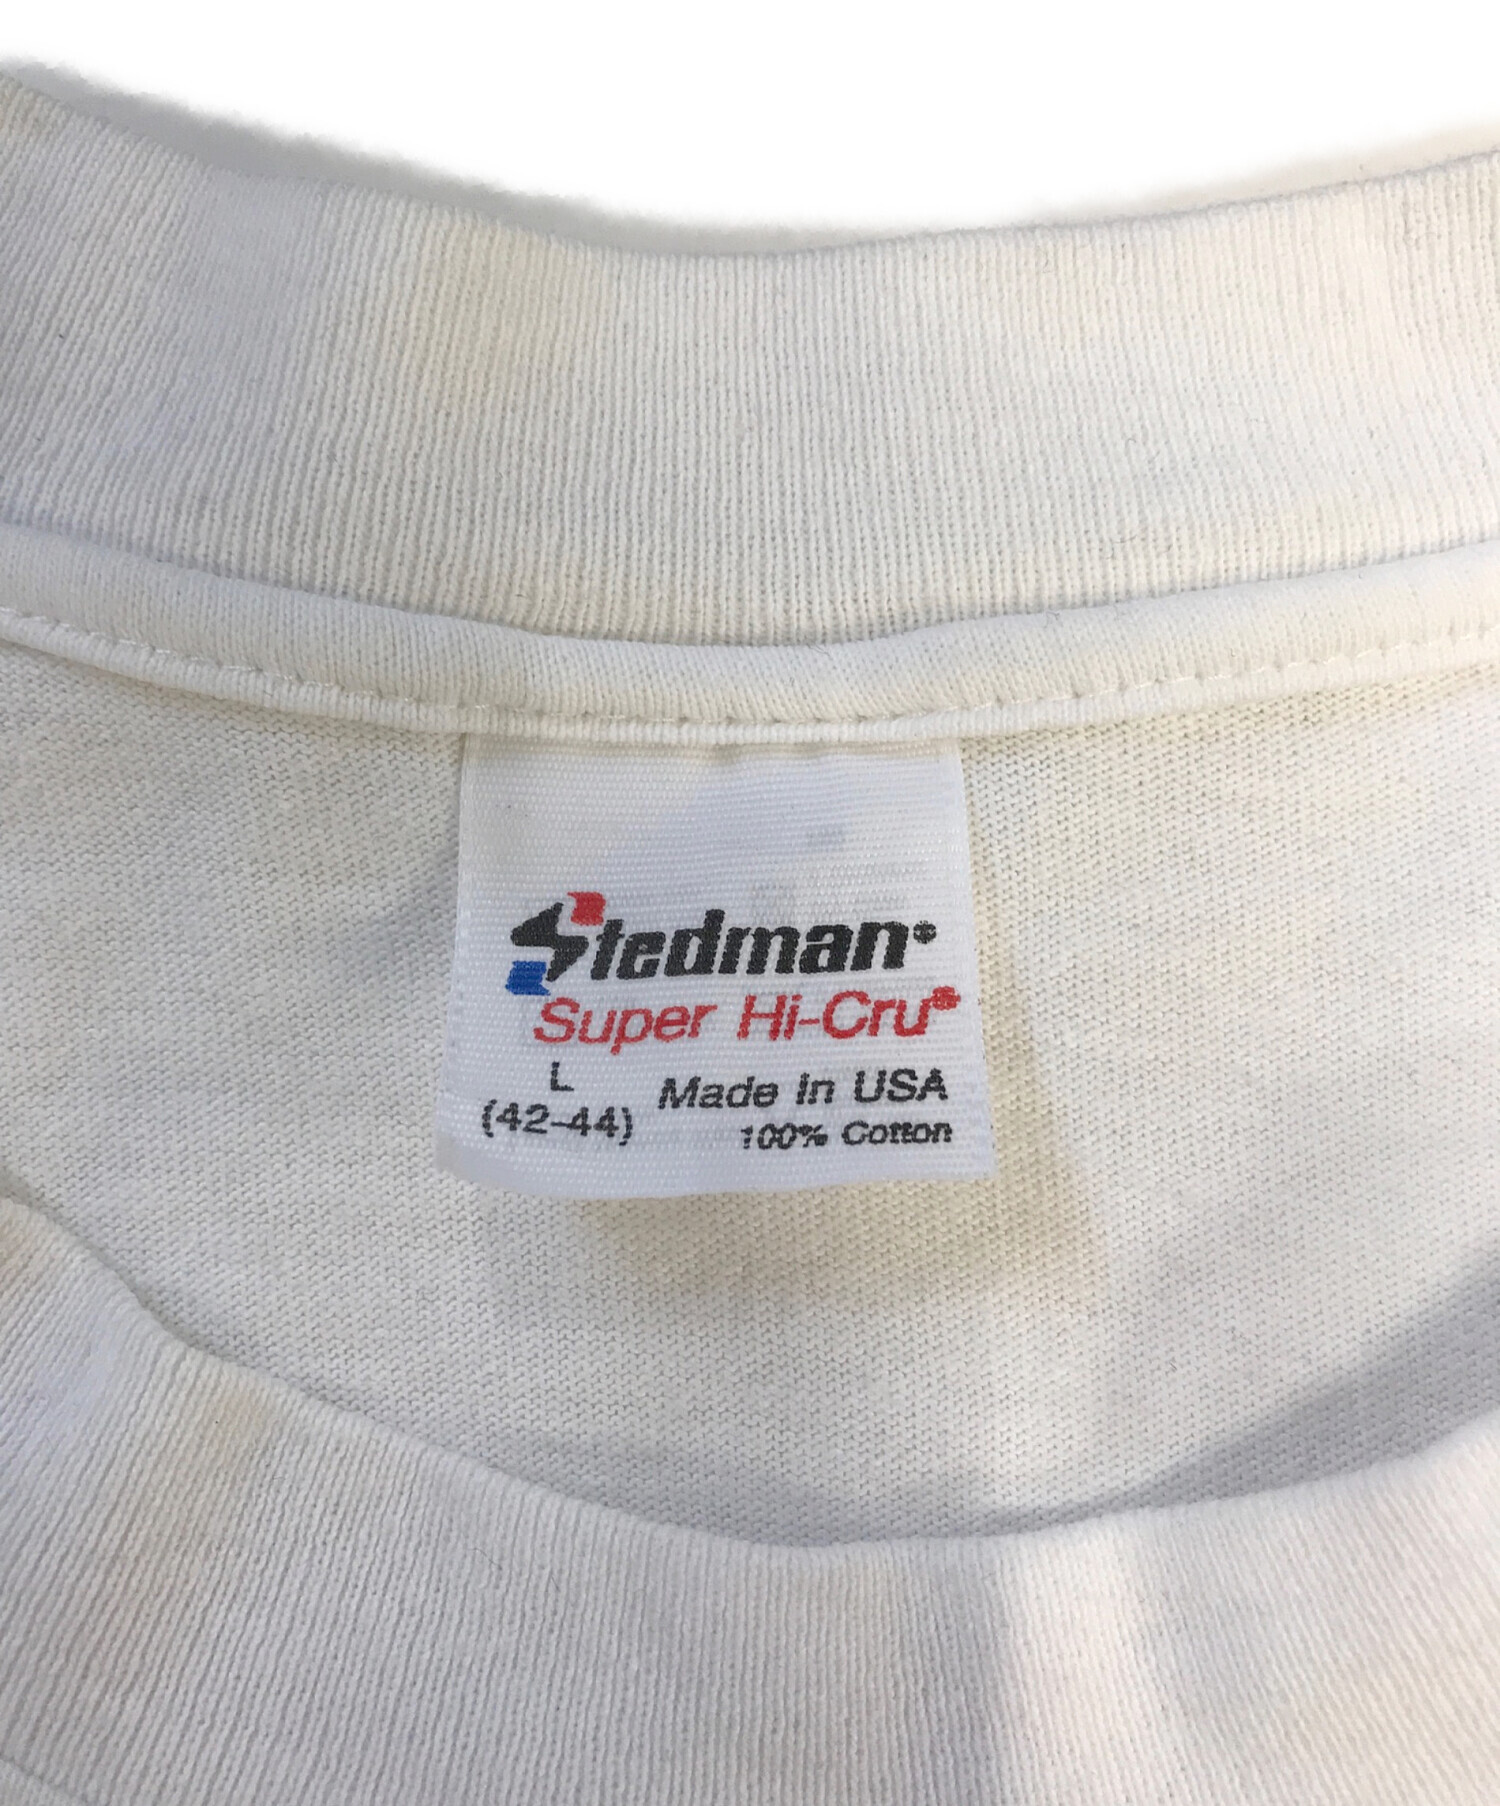 Stedman®
Super Hi-Cru®
L
(42-44)
Made in USA
100% Cotton